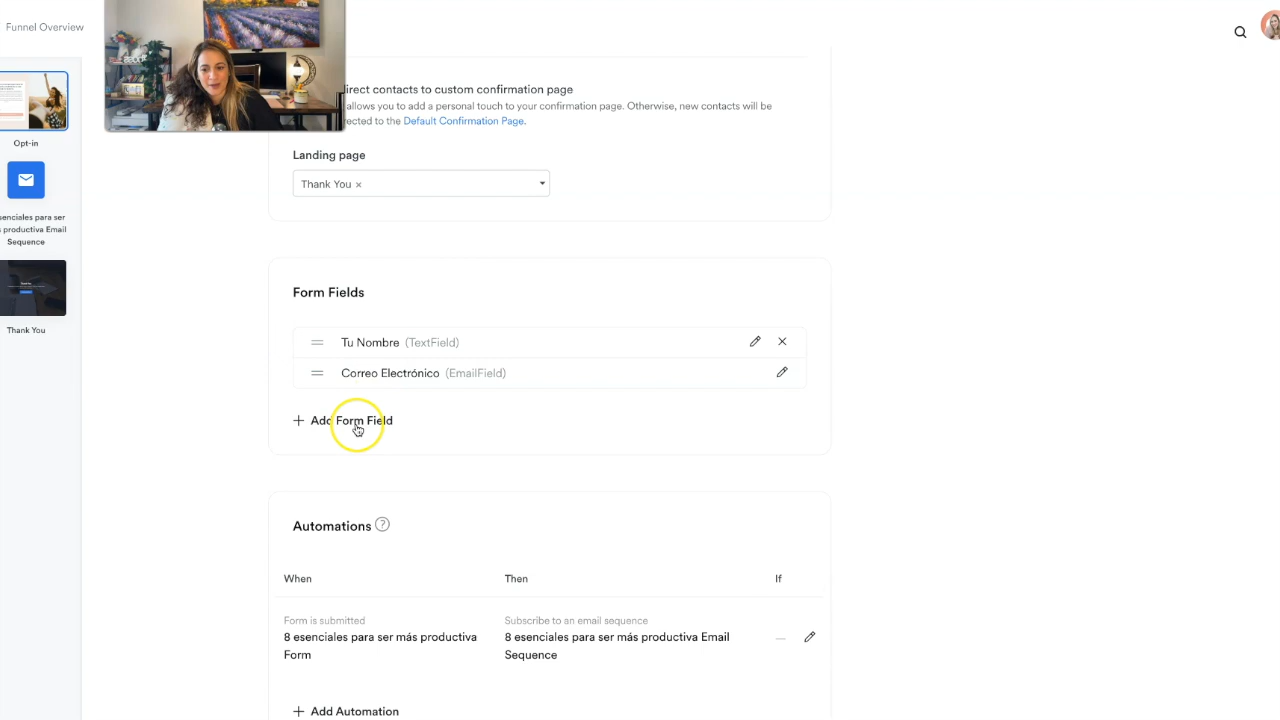 Funnel Overview
direct contacts to custom confirmation page
allows you to add a personal touch to your confirmation page. Otherwise, new contacts will be
rected to the Default Confirmation Page.
Opt-in
Landing page
Thank You ×
senciales para ser
s productiva Email
Sequence
Thank You
Form Fields
Tu Nombre (TextField)
Correo Electrónico (EmailField)
+ Add Form Field
Automations ?
When Then If
Form is submitted Subscribe to an email sequence
8 esenciales para ser más productiva 8 esenciales para ser más productiva Email
Form Sequence
+ Add Automation